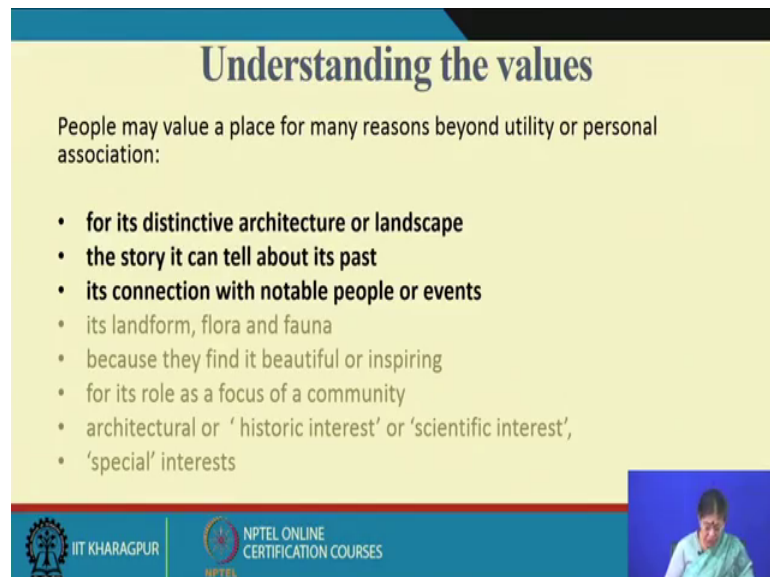 Understanding the values
People may value a place for many reasons beyond utility or personal
association:
• for its distinctive architecture or landscape
• the story it can tell about its past
• its connection with notable people or events
• its landform, flora and fauna
• because they find it beautiful or inspiring
• for its role as a focus of a community
• architectural or ‘ historic interest’ or ‘scientific interest’,
• ‘special’ interests
IIT KHARAGPUR
NPTEL ONLINE
CERTIFICATION COURSES
NPTEL